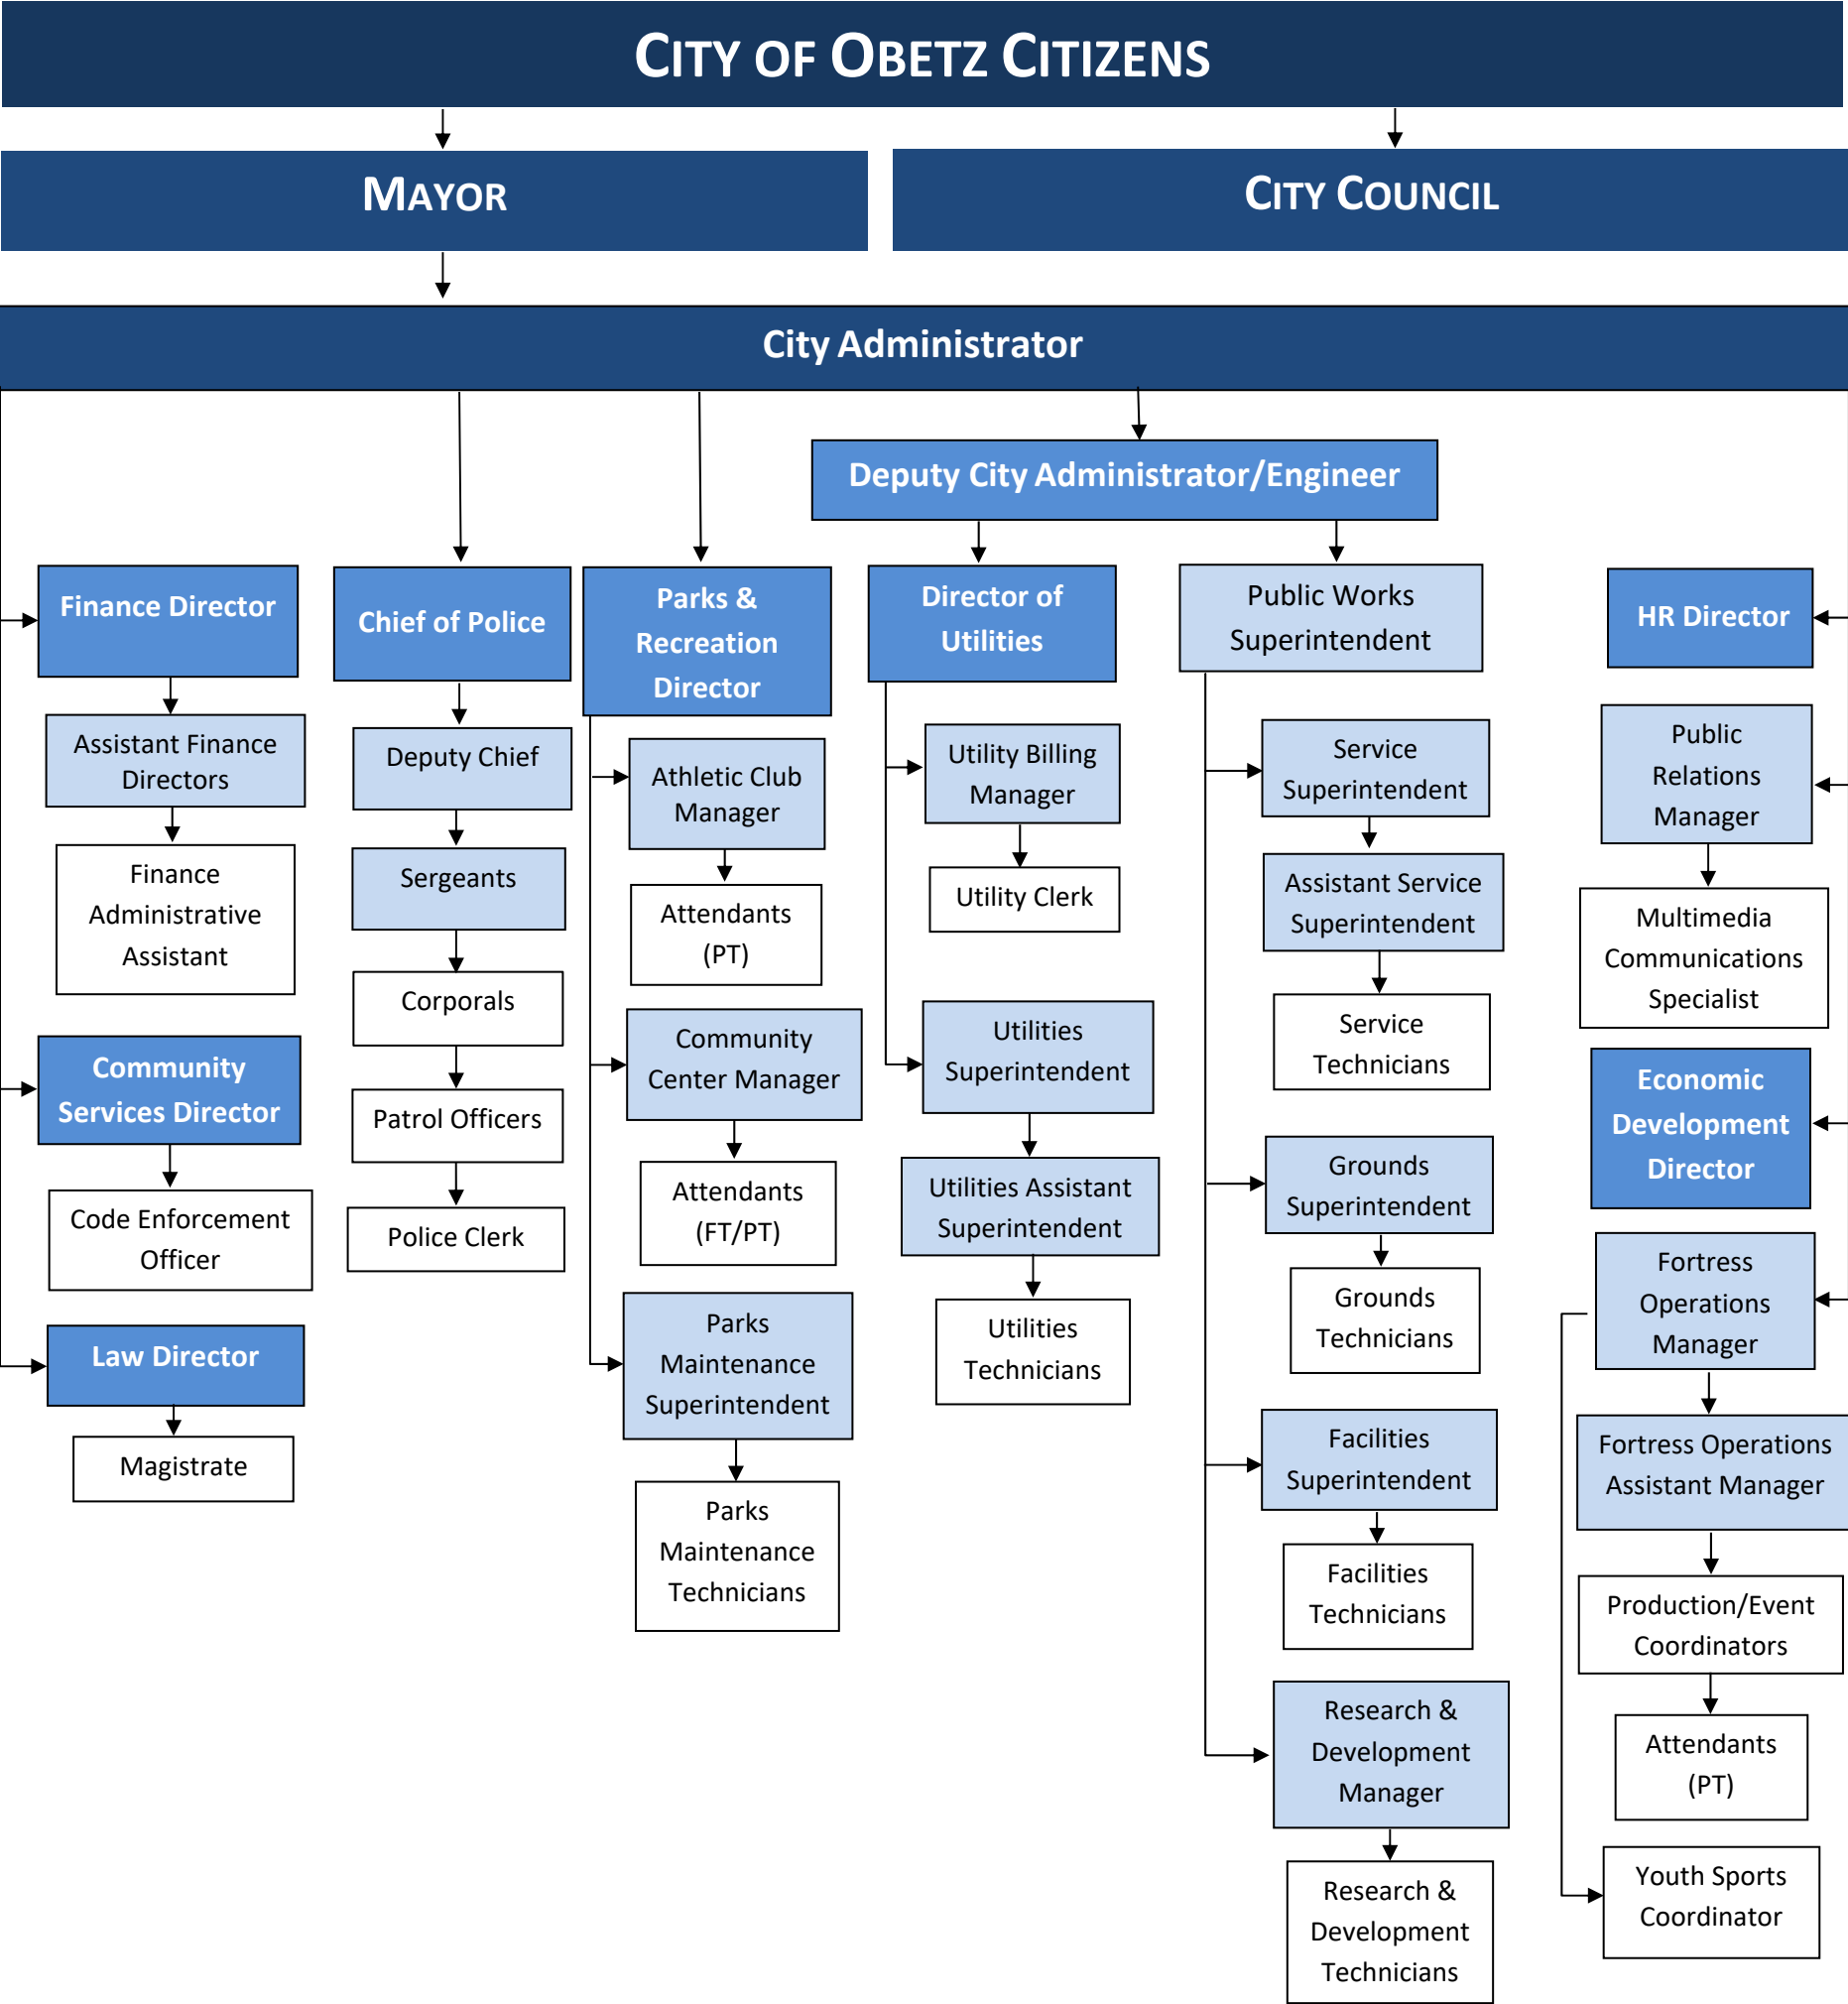 CITY OF OBETZ CITIZENS
MAYOR
CITY COUNCIL
City Administrator
Deputy City Administrator/Engineer
Finance Director
Assistant Finance
Directors
Finance
Administrative
Assistant
Community
Services Director
Code Enforcement
Officer
Law Director
Magistrate
Chief of Police
Deputy Chief
Sergeants
Corporals
Patrol Officers
Police Clerk
Parks &
Recreation
Director
Athletic Club
Manager
Attendants
(PT)
Community
Center Manager
Attendants
(FT/PT)
Parks
Maintenance
Superintendent
Parks
Maintenance
Technicians
Director of
Utilities
Utility Billing
Manager
Utility Clerk
Utilities
Superintendent
Utilities Assistant
Superintendent
Utilities
Technicians
Public Works
Superintendent
Service
Superintendent
Assistant Service
Superintendent
Service
Technicians
Grounds
Superintendent
Grounds
Technicians
Facilities
Superintendent
Facilities
Technicians
Research &
Development
Manager
Research &
Development
Technicians
HR Director
Public
Relations
Manager
Multimedia
Communications
Specialist
Economic
Development
Director
Fortress
Operations
Manager
Fortress Operations
Assistant Manager
Production/Event
Coordinators
Attendants
(PT)
Youth Sports
Coordinator